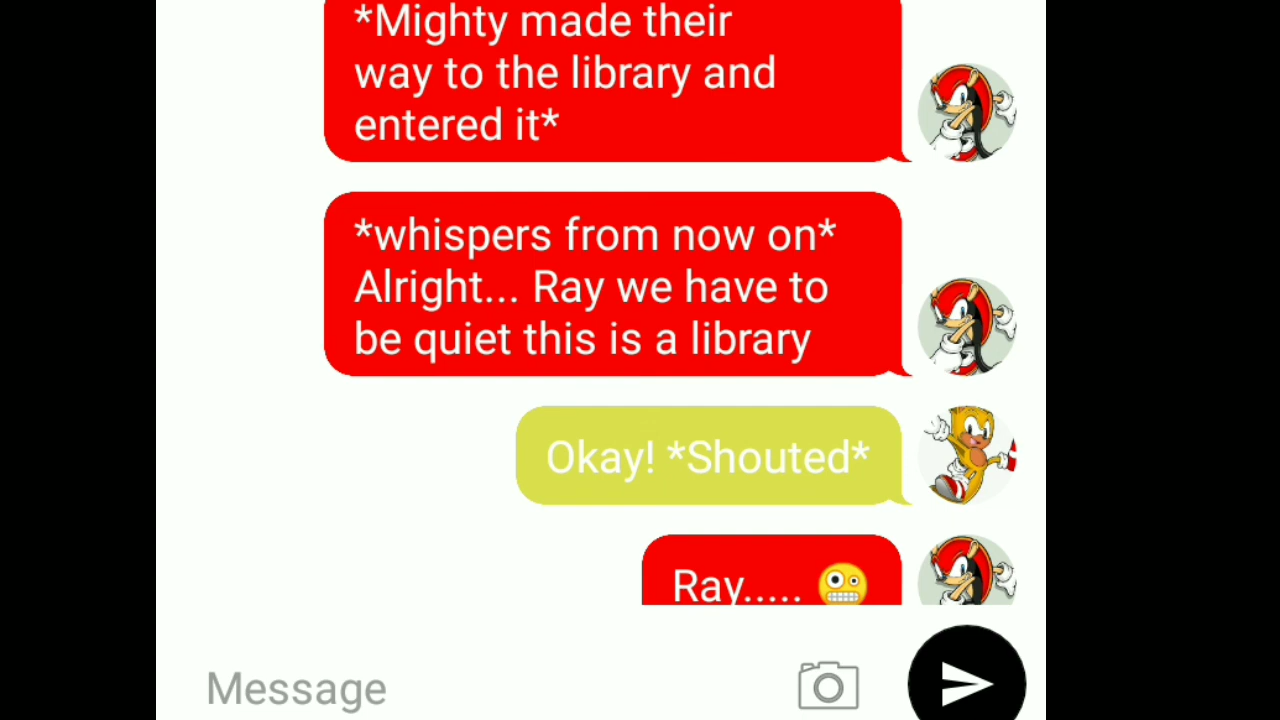 *Mighty made their
way to the library and
entered it*
*whispers from now on*
Alright... Ray we have to
be quiet this is a library
Okay! *Shouted*
Ray..... 
Message